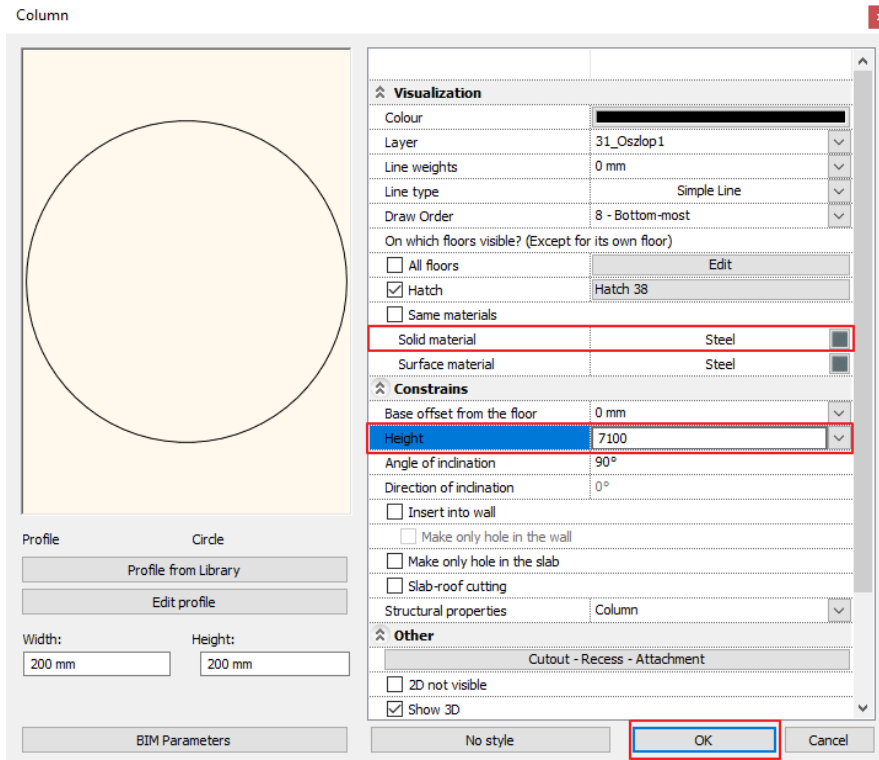 Column
Visualization
Colour
Layer 31_Oszlop1
Line weights 0 mm
Line type Simple Line
Draw Order 8 - Bottom-most
On which floors visible? (Except for its own floor)
All floors Edit
Hatch Hatch 38
Same materials
Solid material Steel
Surface material Steel
Constrains
Base offset from the floor 0 mm
Height 7100
Angle of inclination 90°
Direction of inclination 0°
Insert into wall
Make only hole in the wall
Make only hole in the slab
Slab-roof cutting
Structural properties Column
Other
Cutout - Recess - Attachment
2D not visible
Show 3D
Profile Circle
Profile from Library
Edit profile
Width: Height:
200 mm 200 mm
BIM Parameters No style OK Cancel